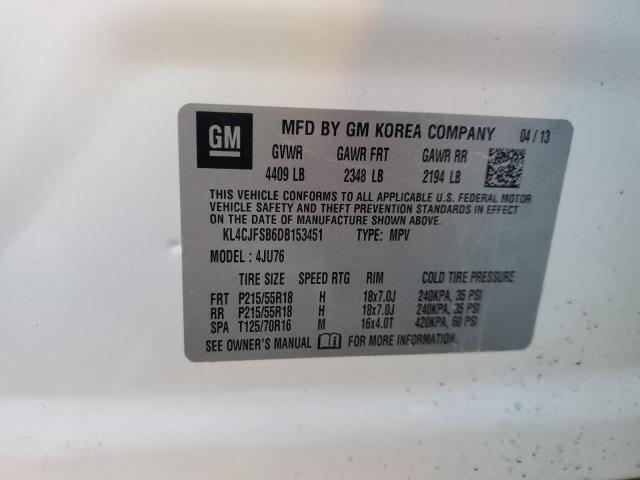 GM MFD BY GM KOREA COMPANY 04/13
GVWR GAWR FRT GAWR RR
4409 LB 2348 LB 2194 LB
THIS VEHICLE CONFORMS TO ALL APPLICABLE U.S. FEDERAL MOTOR
VEHICLE SAFETY AND THEFT PREVENTION STANDARDS IN EFFECT
ON THE DATE OF MANUFACTURE SHOWN ABOVE.
KL4CJFSB6DB153451 TYPE: MPV
MODEL: 4JU76
TIRE SIZE SPEED RTG RIM COLD TIRE PRESSURE
FRT P215/55R18 H 18x7.0J 240KPA, 35 PSI
RR P215/55R18 H 18x7.0J 240KPA, 35 PSI
SPA T125/70R16 M 16x4.0T 420KPA, 60 PSI
SEE OWNER'S MANUAL FOR MORE INFORMATION.